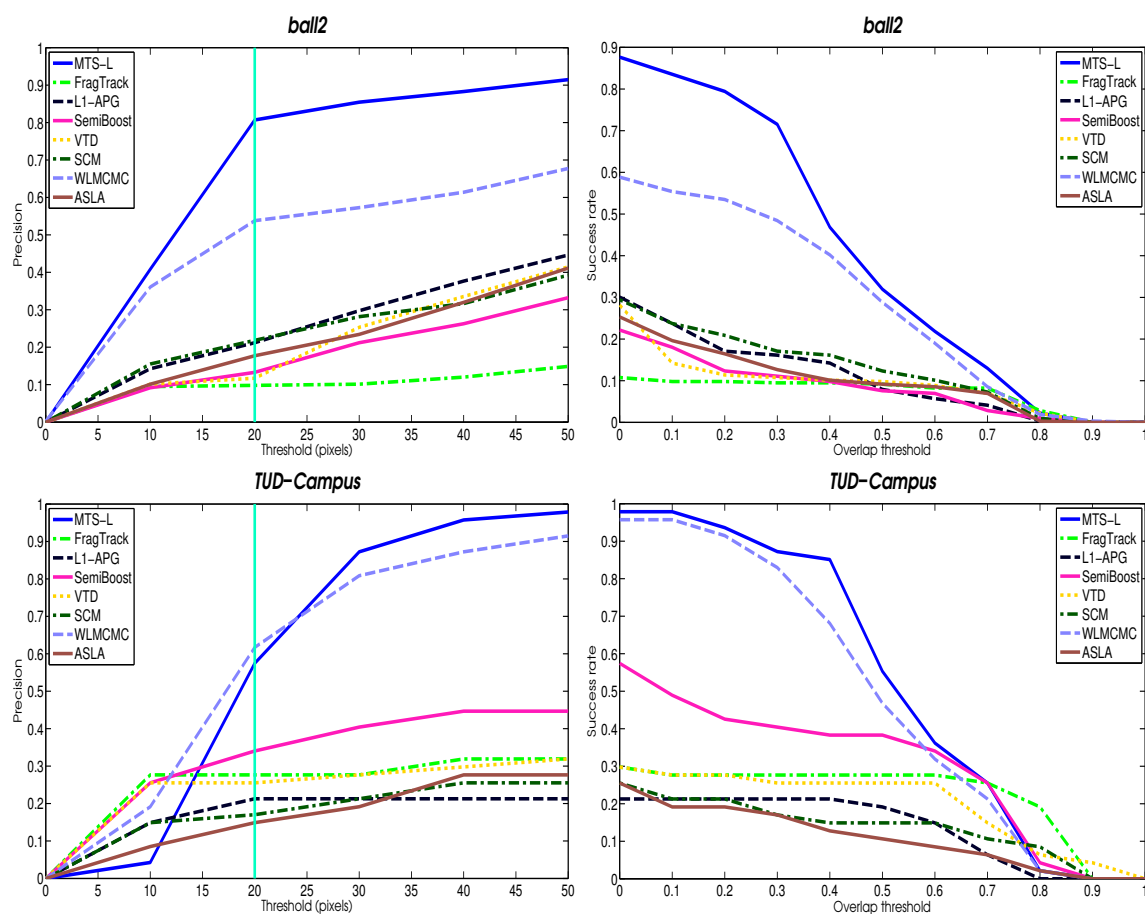 ball2
Precision
1
0.9
0.8
0.7
0.6
0.5
0.4
0.3
0.2
0.1
0
MTS-L
FragTrack
L1-APG
SemiBoost
VTD
SCM
WLMCMC
ASLA
0 5 10 15 20 25 30 35 40 45 50
Threshold (pixels)
ball2
Success rate
0.9
0.8
0.7
0.6
0.5
0.4
0.3
0.2
0.1
0
MTS-L
FragTrack
L1-APG
SemiBoost
VTD
SCM
WLMCMC
ASLA
0 0.1 0.2 0.3 0.4 0.5 0.6 0.7 0.8 0.9 1
Overlap threshold
TUD-Campus
Precision
1
0.9
0.8
0.7
0.6
0.5
0.4
0.3
0.2
0.1
0
MTS-L
FragTrack
L1-APG
SemiBoost
VTD
SCM
WLMCMC
ASLA
0 5 10 15 20 25 30 35 40 45 50
Threshold (pixels)
TUD-Campus
Success rate
1
0.9
0.8
0.7
0.6
0.5
0.4
0.3
0.2
0.1
0
MTS-L
FragTrack
L1-APG
SemiBoost
VTD
SCM
WLMCMC
ASLA
0 0.1 0.2 0.3 0.4 0.5 0.6 0.7 0.8 0.9 1
Overlap threshold